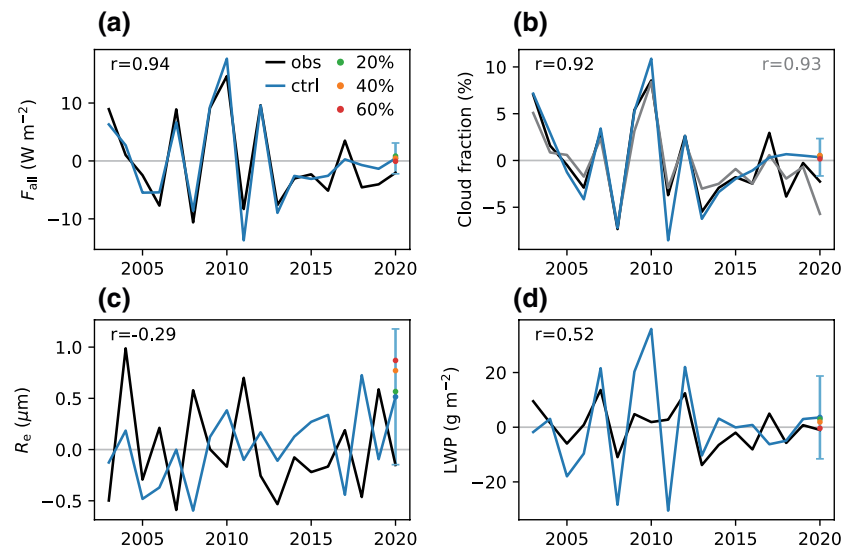 (a)
r=0.94
obs
ctrl
20%
40%
60%
F_all (W m⁻²)
10
0
−10
2005 2010 2015 2020
(b)
r=0.92
r=0.93
Cloud fraction (%)
10
5
0
−5
2005 2010 2015 2020
(c)
r=-0.29
R_e (μm)
1.0
0.5
0.0
−0.5
2005 2010 2015 2020
(d)
r=0.52
LWP (g m⁻²)
20
0
−20
2005 2010 2015 2020